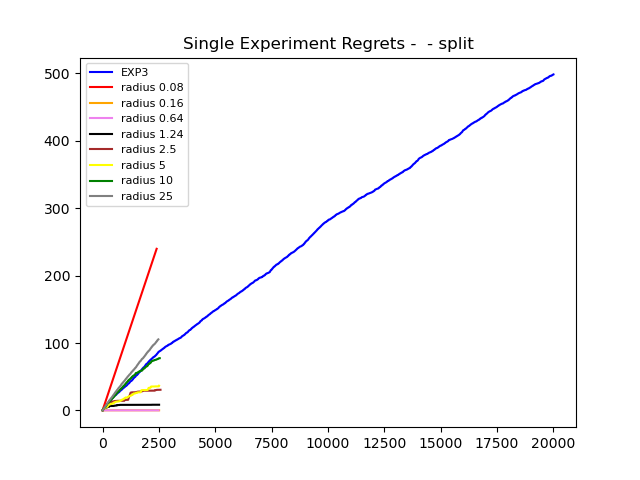 Single Experiment Regrets -  - split
EXP3
radius 0.08
radius 0.16
radius 0.64
radius 1.24
radius 2.5
radius 5
radius 10
radius 25
500
400
300
200
100
0
0 2500 5000 7500 10000 12500 15000 17500 20000